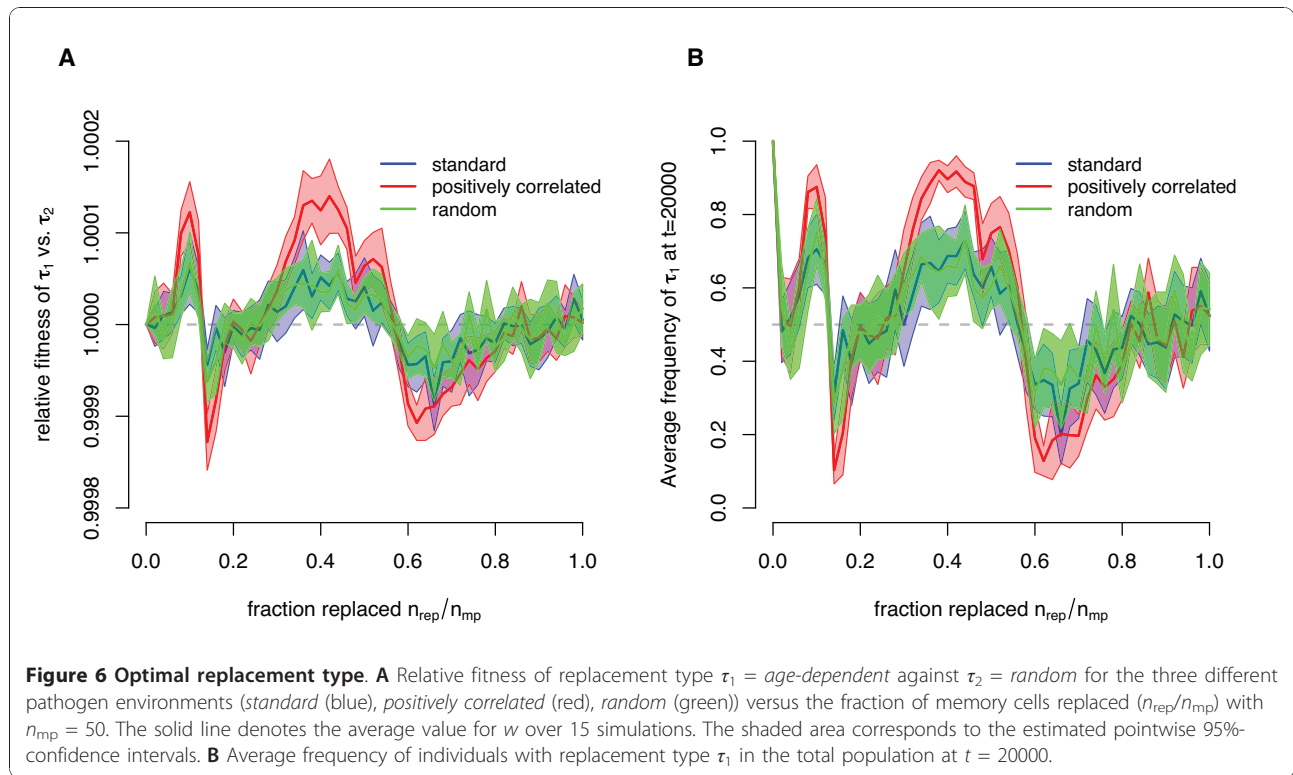 A
relative fitness of τ₁ vs. τ₂
1.0002
1.0001
1.0000
0.9999
0.9998
standard
positively correlated
random
0.0 0.2 0.4 0.6 0.8 1.0
fraction replaced n_rep/n_mp
B
Average frequency of τ₁ at t=20000
1.0
0.8
0.6
0.4
0.2
0.0
standard
positively correlated
random
0.0 0.2 0.4 0.6 0.8 1.0
fraction replaced n_rep/n_mp
Figure 6 Optimal replacement type. A Relative fitness of replacement type τ₁ = age-dependent against τ₂ = random for the three different
pathogen environments (standard (blue), positively correlated (red), random (green)) versus the fraction of memory cells replaced (n_rep/n_mp) with
n_mp = 50. The solid line denotes the average value for w over 15 simulations. The shaded area corresponds to the estimated pointwise 95%-
confidence intervals. B Average frequency of individuals with replacement type τ₁ in the total population at t = 20000.